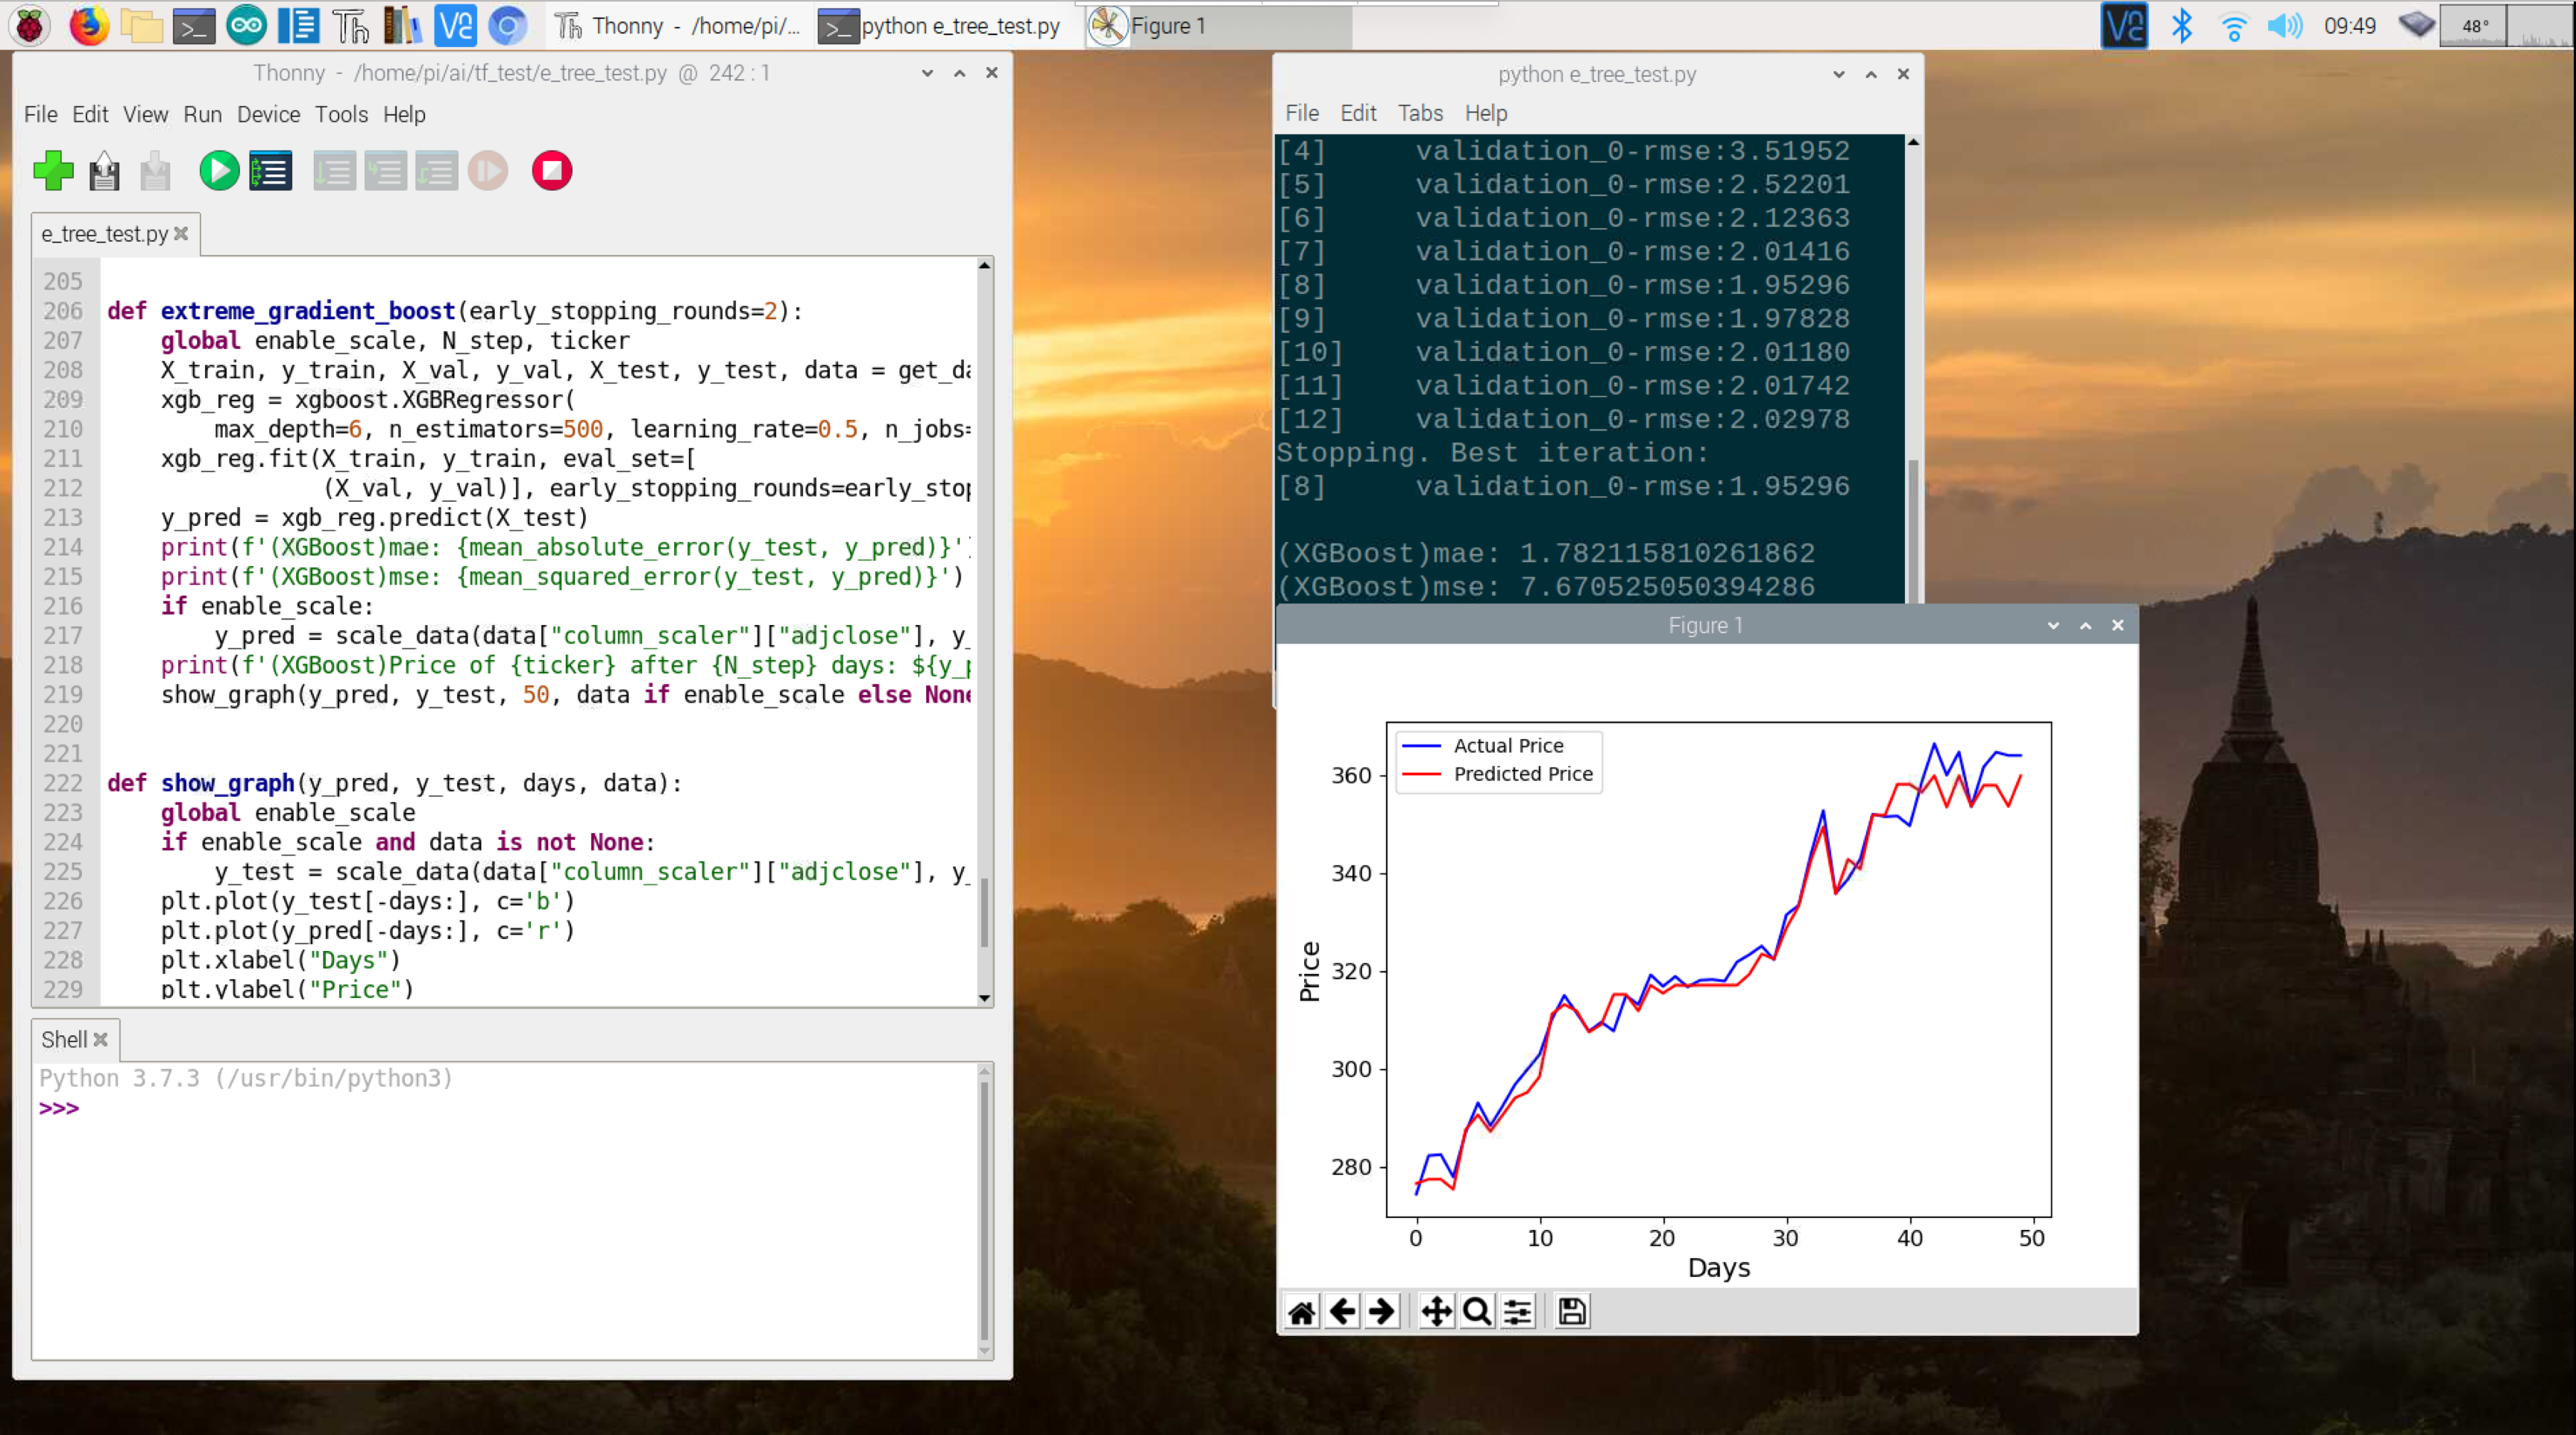 Thonny - /home/pi/...
python e_tree_test.py
Figure 1
09:49
48°
Thonny - /home/pi/ai/tf_test/e_tree_test.py @ 242 : 1
File Edit View Run Device Tools Help
e_tree_test.py
205
206 def extreme_gradient_boost(early_stopping_rounds=2):
207 global enable_scale, N_step, ticker
208 X_train, y_train, X_val, y_val, X_test, y_test, data = get_da
209 xgb_reg = xgboost.XGBRegressor(
210 max_depth=6, n_estimators=500, learning_rate=0.5, n_jobs=
211 xgb_reg.fit(X_train, y_train, eval_set=[
212 (X_val, y_val)], early_stopping_rounds=early_stop
213 y_pred = xgb_reg.predict(X_test)
214 print(f'(XGBoost)mae: {mean_absolute_error(y_test, y_pred)}')
215 print(f'(XGBoost)mse: {mean_squared_error(y_test, y_pred)}')
216 if enable_scale:
217 y_pred = scale_data(data["column_scaler"]["adjclose"], y_
218 print(f'(XGBoost)Price of {ticker} after {N_step} days: ${y_p
219 show_graph(y_pred, y_test, 50, data if enable_scale else None
220
221
222 def show_graph(y_pred, y_test, days, data):
223 global enable_scale
224 if enable_scale and data is not None:
225 y_test = scale_data(data["column_scaler"]["adjclose"], y_
226 plt.plot(y_test[-days:], c='b')
227 plt.plot(y_pred[-days:], c='r')
228 plt.xlabel("Days")
229 plt.ylabel("Price")
Shell
Python 3.7.3 (/usr/bin/python3)
>>>
python e_tree_test.py
File Edit Tabs Help
[4] validation_0-rmse:3.51952
[5] validation_0-rmse:2.52201
[6] validation_0-rmse:2.12363
[7] validation_0-rmse:2.01416
[8] validation_0-rmse:1.95296
[9] validation_0-rmse:1.97828
[10] validation_0-rmse:2.01180
[11] validation_0-rmse:2.01742
[12] validation_0-rmse:2.02978
Stopping. Best iteration:
[8] validation_0-rmse:1.95296
(XGBoost)mae: 1.782115810261862
(XGBoost)mse: 7.670525050394286
Figure 1
Actual Price
Predicted Price
360
340
320
300
280
Price
0 10 20 30 40 50
Days